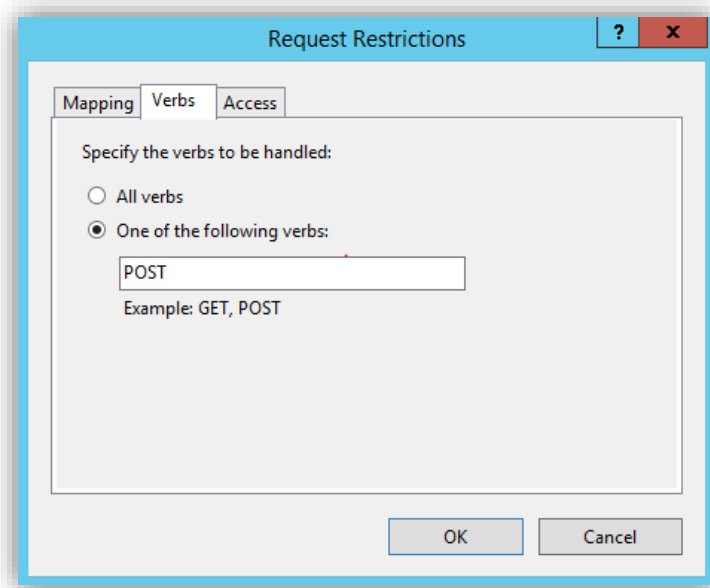 Request Restrictions
? x
Mapping Verbs Access
Specify the verbs to be handled:
All verbs
One of the following verbs:
POST
Example: GET, POST
OK Cancel